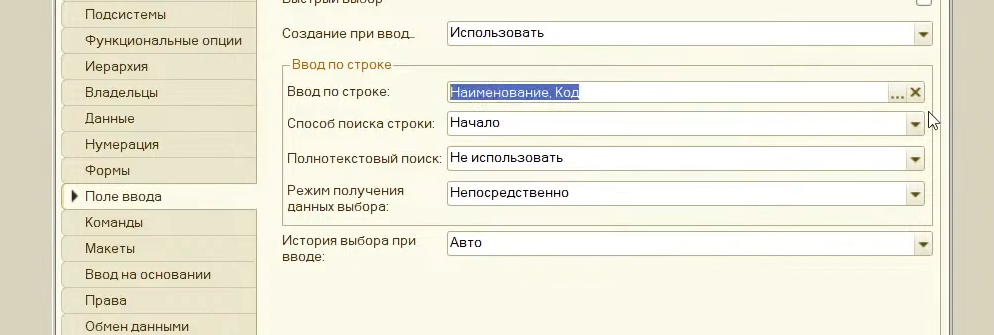 Быстрый выбор
Подсистемы
Функциональные опции
Иерархия
Владельцы
Данные
Нумерация
Формы
Поле ввода
Команды
Макеты
Ввод на основании
Права
Обмен данными
Создание при ввод..
Использовать
Ввод по строке
Ввод по строке:
Наименование, Код
...
Способ поиска строки:
Начало
Полнотекстовый поиск:
Не использовать
Режим получения
данных выбора:
Непосредственно
История выбора при
вводе:
Авто